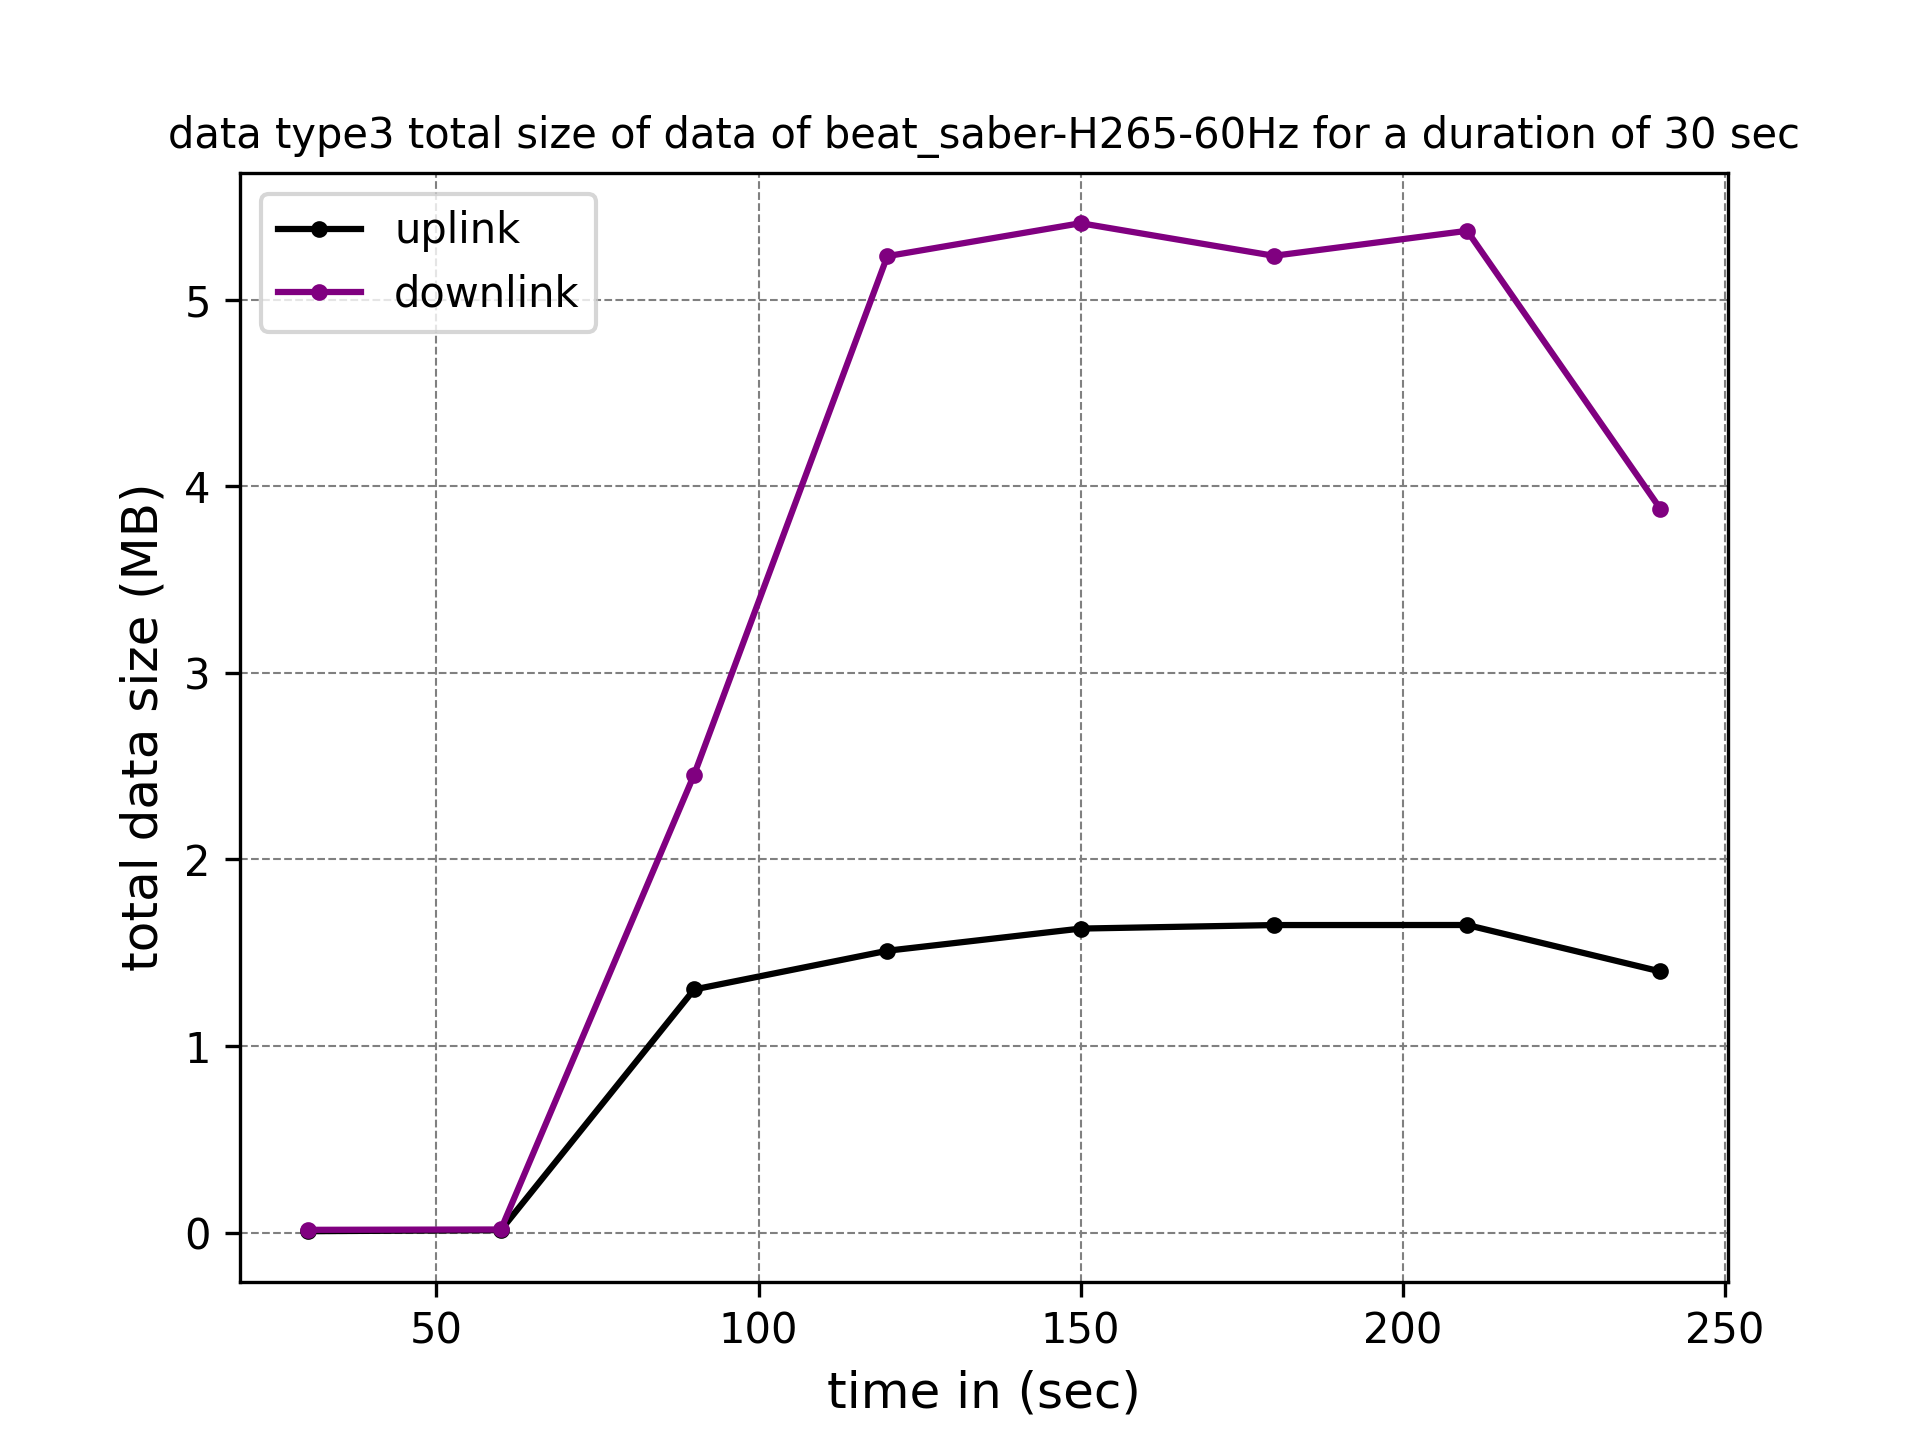 data type3 total size of data of beat_saber-H265-60Hz for a duration of 30 sec
uplink
downlink
total data size (MB)
5
4
3
2
1
0
50 100 150 200 250
time in (sec)